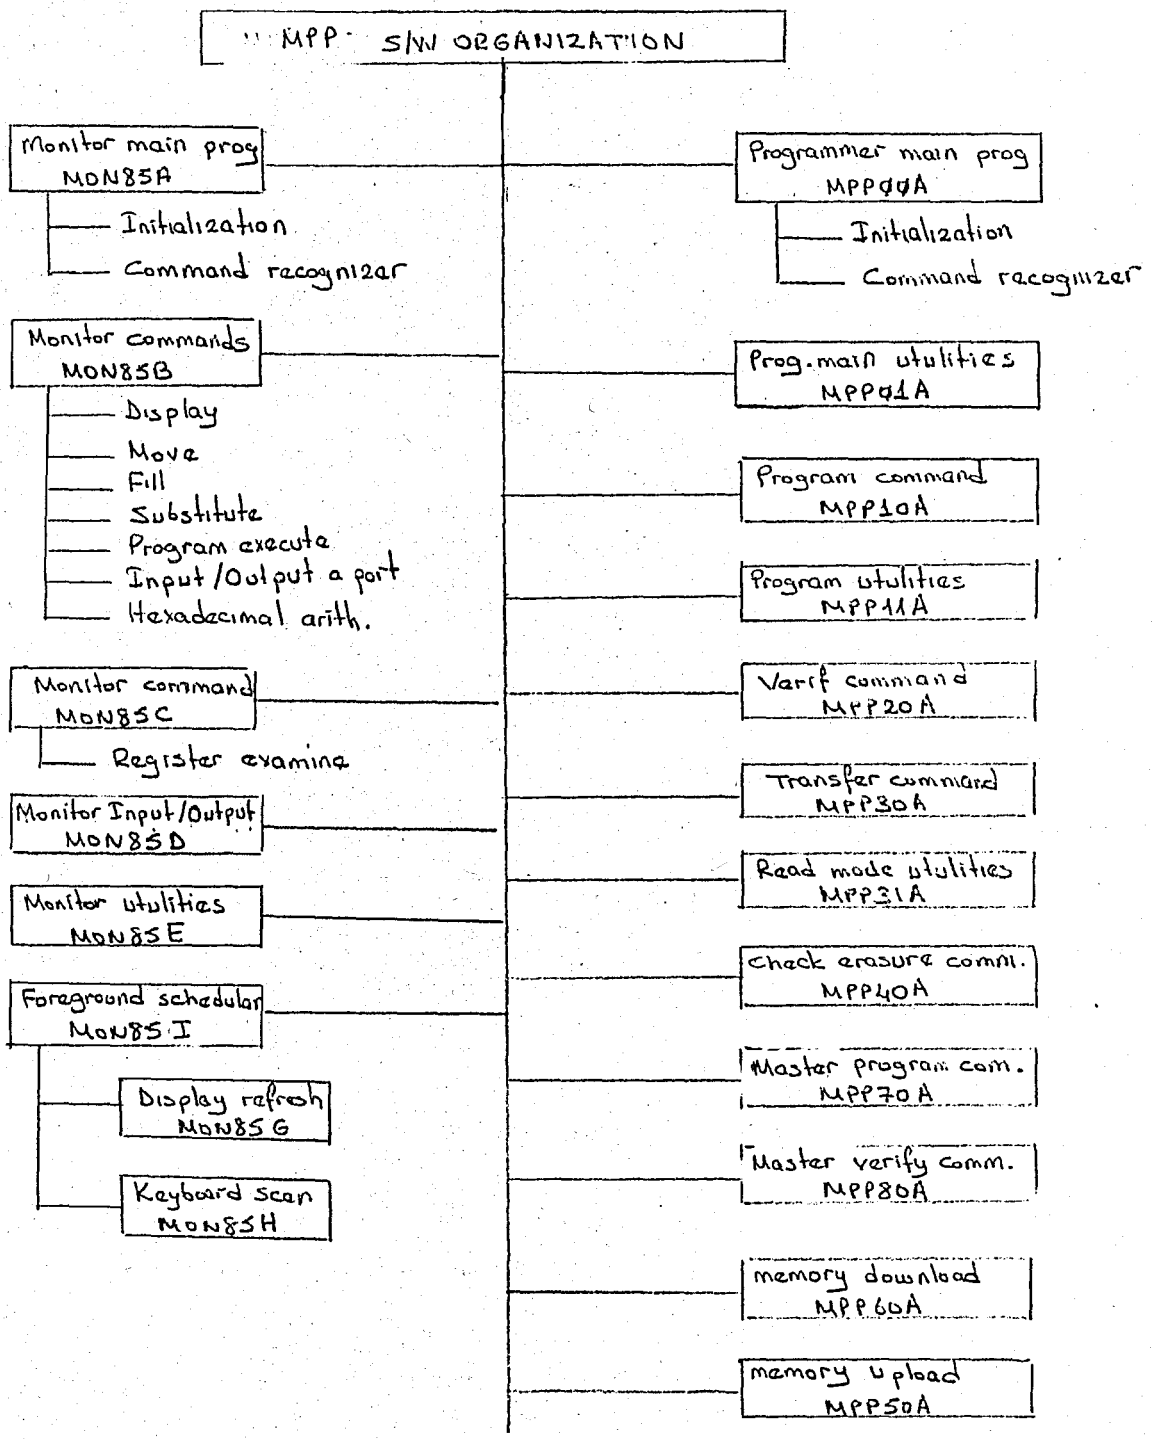 MPP S/W ORGANIZATION
Monitor main prog
MON85A
Initialization
Command recognizer
Monitor commands
MON85B
Display
Move
Fill
Substitute
Program execute
Input/Output a port
Hexadecimal arith.
Monitor command
MON85C
Register examine
Monitor Input/Output
MON85D
Monitor utulities
MON85E
Foreground schedular
MON85I
Display refresh
MON85G
Keyboard scan
MON85H
Programmer main prog
MPP00A
Initialization
Command recognizer
Prog.main utulities
MPP01A
Program command
MPP10A
Program utulities
MPP11A
Verif command
MPP20A
Transfer command
MPP30A
Read mode utulities
MPP31A
Check erasure comm.
MPP40A
Master program com.
MPP70A
Master verify comm.
MPP80A
memory download
MPP60A
memory upload
MPP50A